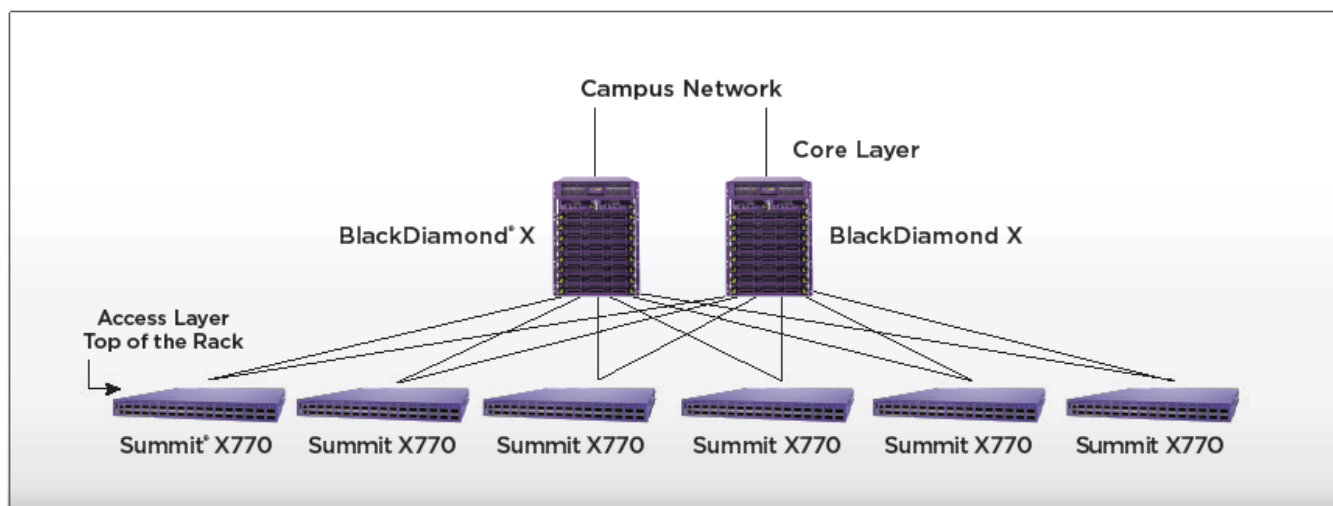 Campus Network
Core Layer
BlackDiamond® X
BlackDiamond X
Access Layer
Top of the Rack
Summit® X770
Summit X770
Summit X770
Summit X770
Summit X770
Summit X770